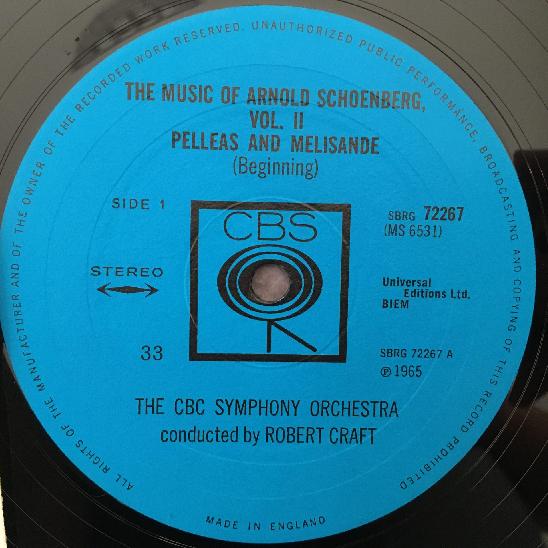 ALL RIGHTS OF THE MANUFACTURER AND OF THE OWNER OF THE RECORDED WORK RESERVED. UNAUTHORIZED PUBLIC PERFORMANCE, BROADCASTING AND COPYING OF THIS RECORD PROHIBITED
THE MUSIC OF ARNOLD SCHOENBERG,
VOL. II
PELLEAS AND MELISANDE
(Beginning)
SIDE 1
SBRG 72267
(MS 6531)
CBS
STEREO
Universal
Editions Ltd.
BIEM
33
SBRG 72267 A
℗ 1965
THE CBC SYMPHONY ORCHESTRA
conducted by ROBERT CRAFT
MADE IN ENGLAND